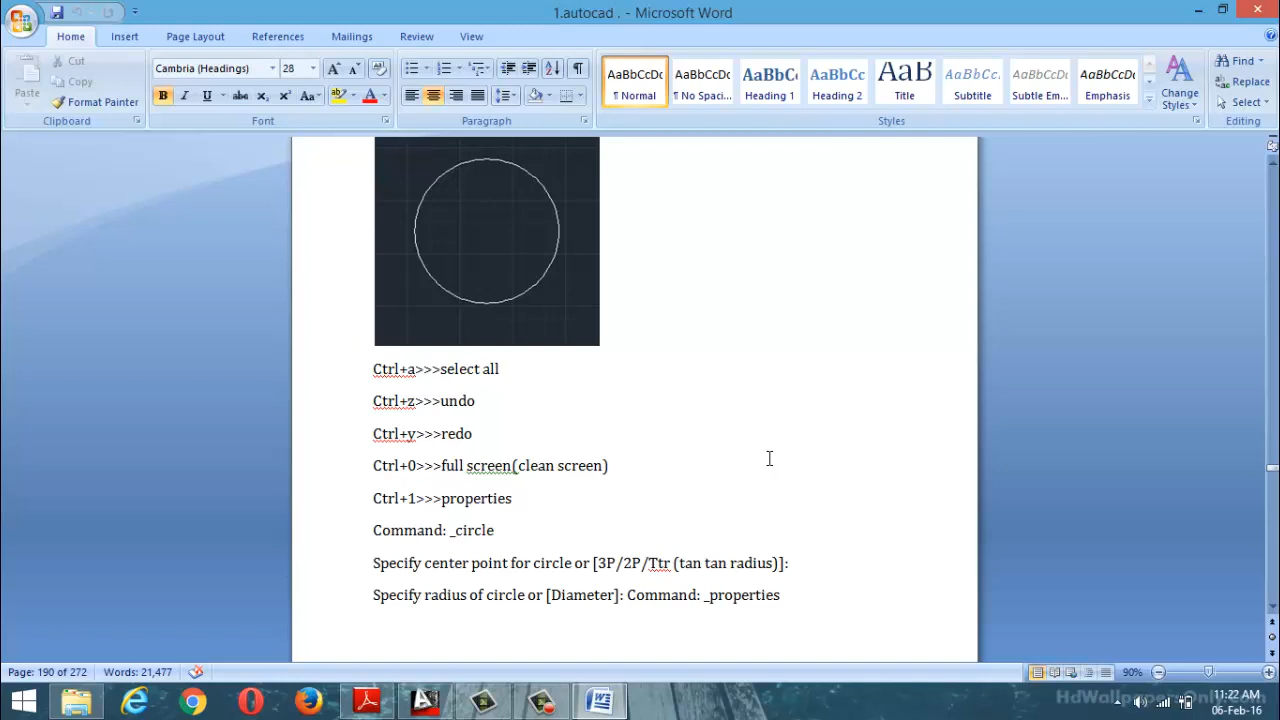 1.autocad . - Microsoft Word
Home Insert Page Layout References Mailings Review View
Paste Cut Copy Format Painter Clipboard
Cambria (Headings) 28 Font
Paragraph
AaBbCcDc ¶ Normal
AaBbCcDc ¶ No Spaci...
AaBbCc Heading 1
AaBbCc Heading 2
AaB Title
AaBbCc. Subtitle
AaBbCcDc Subtle Em...
AaBbCcDc Emphasis
Change Styles
Styles
Find Replace Select Editing
Ctrl+a>>>select all
Ctrl+z>>>undo
Ctrl+y>>>redo
Ctrl+0>>>full screen(clean screen)
Ctrl+1>>>properties
Command: _circle
Specify center point for circle or [3P/2P/Ttr (tan tan radius)]:
Specify radius of circle or [Diameter]: Command: _properties
Page: 190 of 272 Words: 21,477 90%
HdWallpapersOnly.com
11:22 AM
06-Feb-16